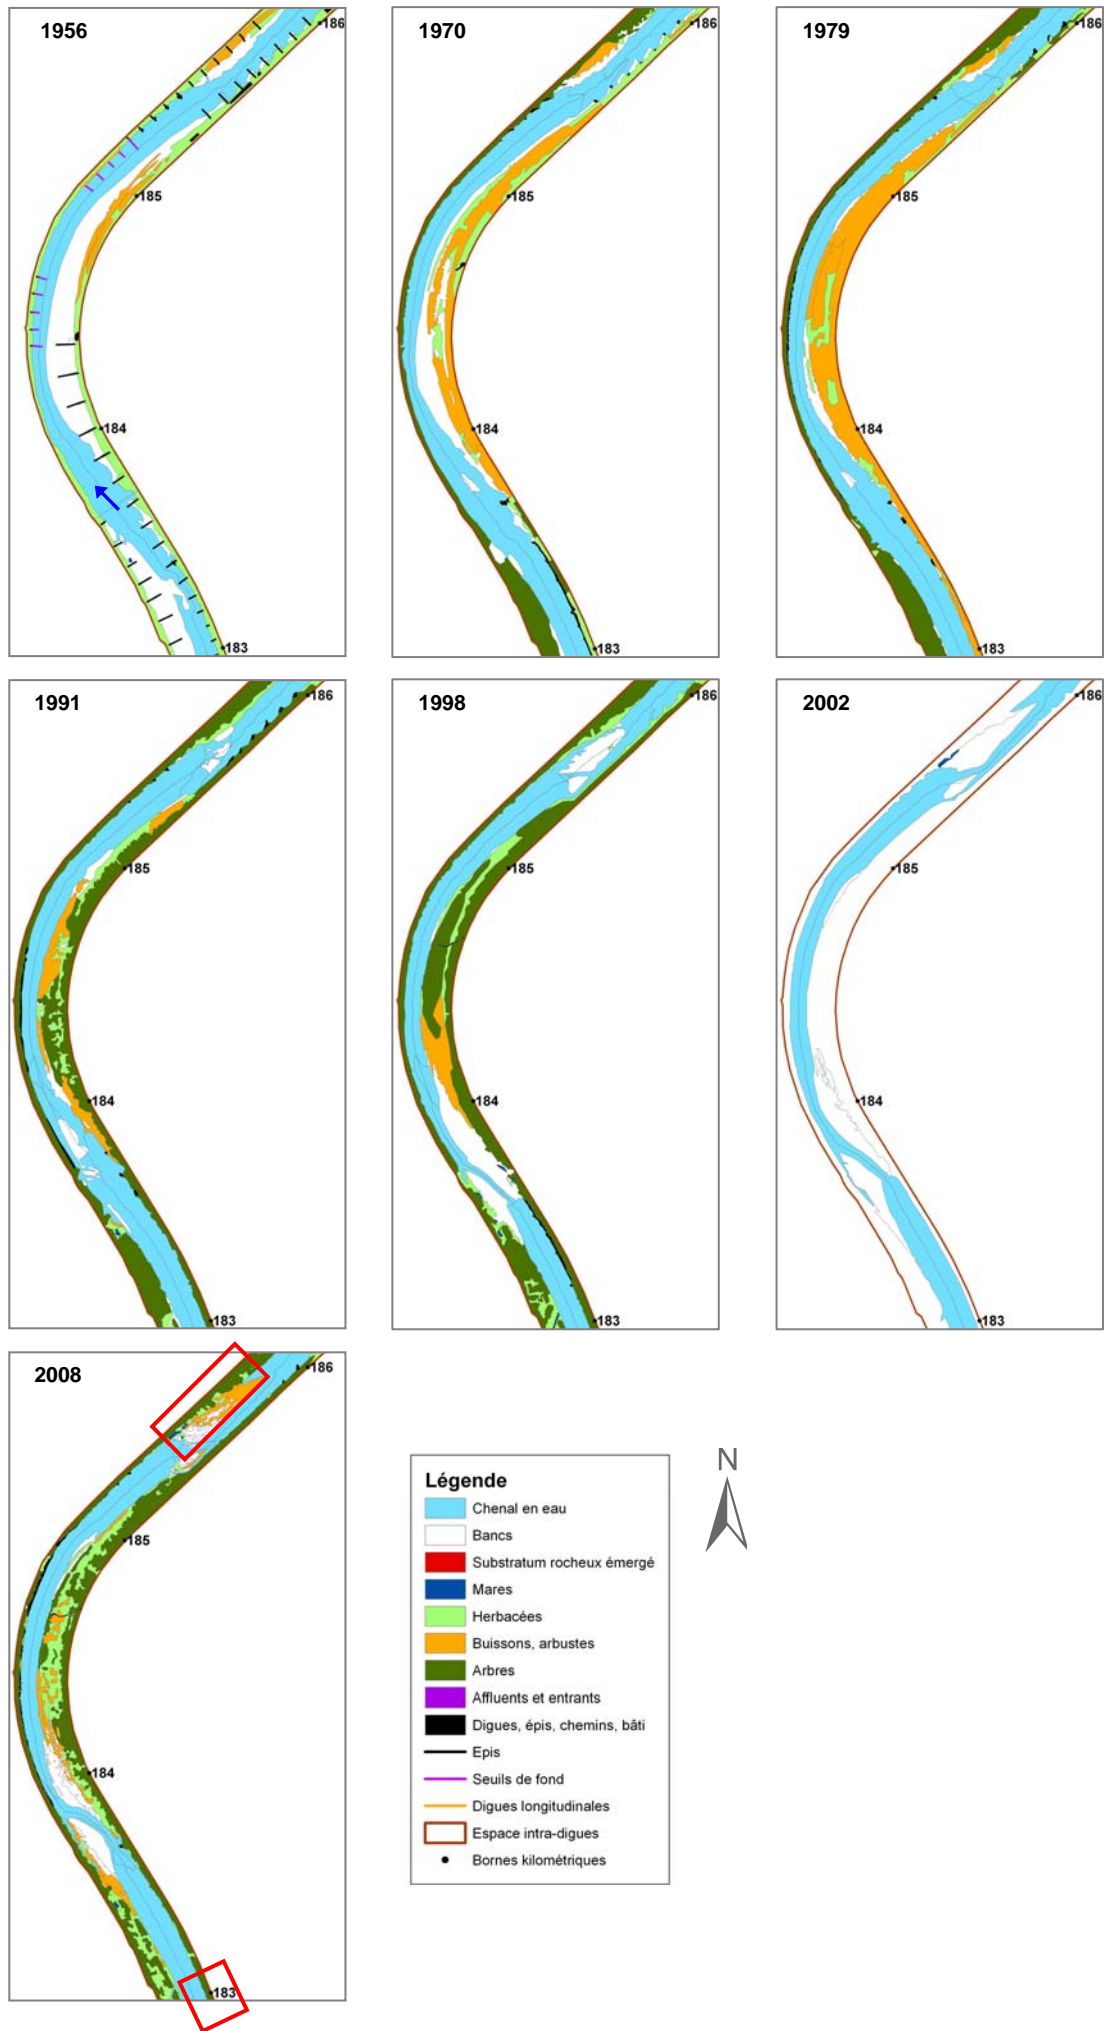 1956
186
185
184
183
1970
186
185
184
183
1979
186
185
184
183
1991
186
185
184
183
1998
186
185
184
183
2002
186
185
184
183
2008
186
185
184
183
Légende
Chenal en eau
Bancs
Substratum rocheux émergé
Mares
Herbacées
Buissons, arbustes
Arbres
Affluents et entrants
Digues, épis, chemins, bâti
Epis
Seuils de fond
Digues longitudinales
Espace intra-digues
Bornes kilométriques
N